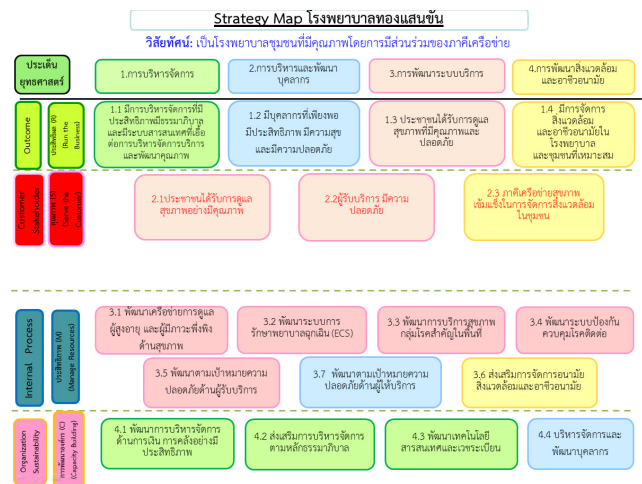 Strategy Map โรงพยาบาลทองแสนขัน
วิสัยทัศน์: เป็นโรงพยาบาลชุมชนที่มีคุณภาพโดยการมีส่วนร่วมของภาคีเครือข่าย
ประเด็น
ยุทธศาสตร์
1.การบริหารจัดการ
2.การบริหารและพัฒนา
บุคลากร
3.การพัฒนาระบบบริการ
4.การพัฒนาสิ่งแวดล้อม
และอาชีวอนามัย
Outcome
ประสิทธิผล (R)
(Run the
Business)
1.1 มีการบริหารจัดการที่มี
ประสิทธิภาพมีธรรมาภิบาล
และมีระบบสารสนเทศที่เอื้อ
ต่อการบริหารจัดการบริการ
และพัฒนาคุณภาพ
1.2 มีบุคลากรที่เพียงพอ
มีประสิทธิภาพ มีความสุข
และมีความปลอดภัย
1.3 ประชาชนได้รับการดูแล
สุขภาพที่มีคุณภาพและ
ปลอดภัย
1.4 มีการจัดการ
สิ่งแวดล้อม
และอาชีวอนามัยใน
โรงพยาบาล
และชุมชนที่เหมาะสม
Customer
Stakeholder
คุณภาพ (S)
(Serve the
Customer)
2.1ประชาชนได้รับการดูแล
สุขภาพอย่างมีคุณภาพ
2.2ผู้รับบริการ มีความ
ปลอดภัย
2.3 ภาคีเครือข่ายสุขภาพ
เข้มแข็งในการจัดการสิ่งแวดล้อม
ในชุมชน
Internal Process
ประสิทธิภาพ (M)
(Manage Resources)
3.1 พัฒนาเครือข่ายการดูแล
ผู้สูงอายุ และผู้มีภาวะพึ่งพิง
ด้านสุขภาพ
3.2 พัฒนาระบบการ
รักษาพยาบาลฉุกเฉิน (ECS)
3.3 พัฒนาการบริการสุขภาพ
กลุ่มโรคสำคัญในพื้นที่
3.4 พัฒนาระบบป้องกัน
ควบคุมโรคติดต่อ
3.5 พัฒนาตามเป้าหมายความ
ปลอดภัยด้านผู้รับบริการ
3.7 พัฒนาตามเป้าหมายความ
ปลอดภัยด้านผู้ให้บริการ
3.6 ส่งเสริมการจัดการอนามัย
สิ่งแวดล้อมและอาชีวอนามัย
Organization
Sustainability
การพัฒนาองค์กร (C)
(Capacity Building)
4.1 พัฒนาการบริหารจัดการ
ด้านการเงิน การคลังอย่างมี
ประสิทธิภาพ
4.2 ส่งเสริมการบริหารจัดการ
ตามหลักธรรมาภิบาล
4.3 พัฒนาเทคโนโลยี
สารสนเทศและเวชระเบียน
4.4 บริหารจัดการและ
พัฒนาบุคลากร